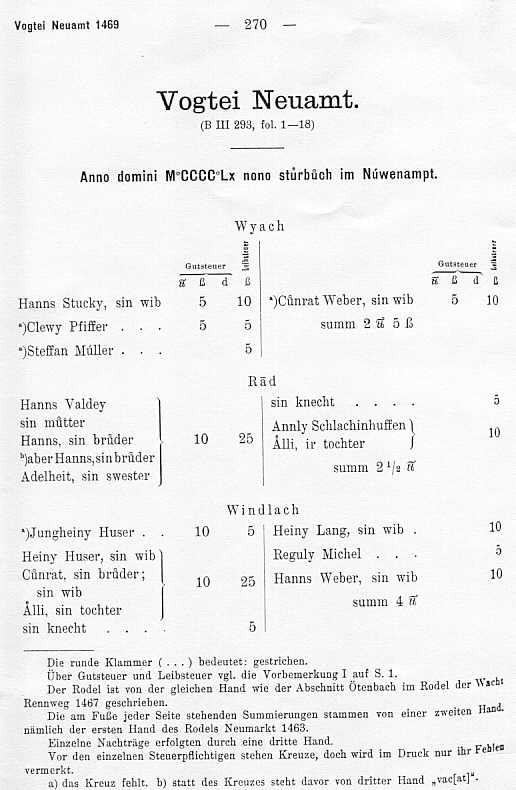 Vogtei Neuamt 1469 — 270 —
Vogtei Neuamt.
(B III 293, fol. 1—18)
Anno domini M°CCCC°Lx nono stůrbůch im Núwenampt.
Wyach
Gutsteuer Leibsteuer
℔ ß d ß
Hanns Stucky, sin wib 5 10
a)Clewy Pfiffer . . . 5 5
a)Steffan Müller . . . 5
Gutsteuer Leibsteuer
℔ ß d ß
a)Cůnrat Weber, sin wib 5 10
summ 2 ℔ 5 ß
Räd
Hanns Valdey
sin můtter
Hanns, sin brůder 10 25
b)aber Hanns, sin brůder
Adelheit, sin swester
sin knecht . . . . 5
Annly Schlachinhuffen
Älli, ir tochter 10
summ 2 1/2 ℔
Windlach
a)Jungheiny Huser . . 10 5
Heiny Huser, sin wib
Cůnrat, sin brůder;
sin wib 10 25
Älli, sin tochter
sin knecht . . . . 5
Heiny Lang, sin wib . 10
Reguly Michel . . . 5
Hanns Weber, sin wib 10
summ 4 ℔
Die runde Klammer (...) bedeutet: gestrichen.
Über Gutsteuer und Leibsteuer vgl. die Vorbemerkung I auf S. 1.
Der Rodel ist von der gleichen Hand wie der Abschnitt Ötenbach im Rodel der Wacht
Rennweg 1467 geschrieben.
Die am Fuße jeder Seite stehenden Summierungen stammen von einer zweiten Hand,
nämlich der ersten Hand des Rodels Neumarkt 1463.
Einzelne Nachträge erfolgten durch eine dritte Hand.
Vor den einzelnen Steuerpflichtigen stehen Kreuze, doch wird im Druck nur ihr Fehlen
vermerkt.
a) das Kreuz fehlt. b) statt des Kreuzes steht davor von dritter Hand „vac[at]“.